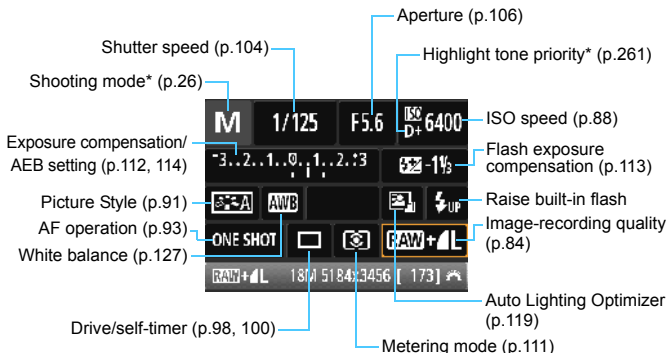 Aperture (p.106)
Shutter speed (p.104)
Highlight tone priority* (p.261)
Shooting mode* (p.26)
M 1/125 F5.6 ISO D+ 6400
ISO speed (p.88)
Exposure compensation/
AEB setting (p.112, 114)
-3..2..1..0..1..2.:3
-1⅓
Flash exposure
compensation (p.113)
Picture Style (p.91)
A AWB UP
Raise built-in flash
AF operation (p.93)
ONE SHOT RAW+ L
Image-recording quality
(p.84)
White balance (p.127)
RAW+ L 18M 5184x3456 [ 173]
Auto Lighting Optimizer
(p.119)
Drive/self-timer (p.98, 100)
Metering mode (p.111)